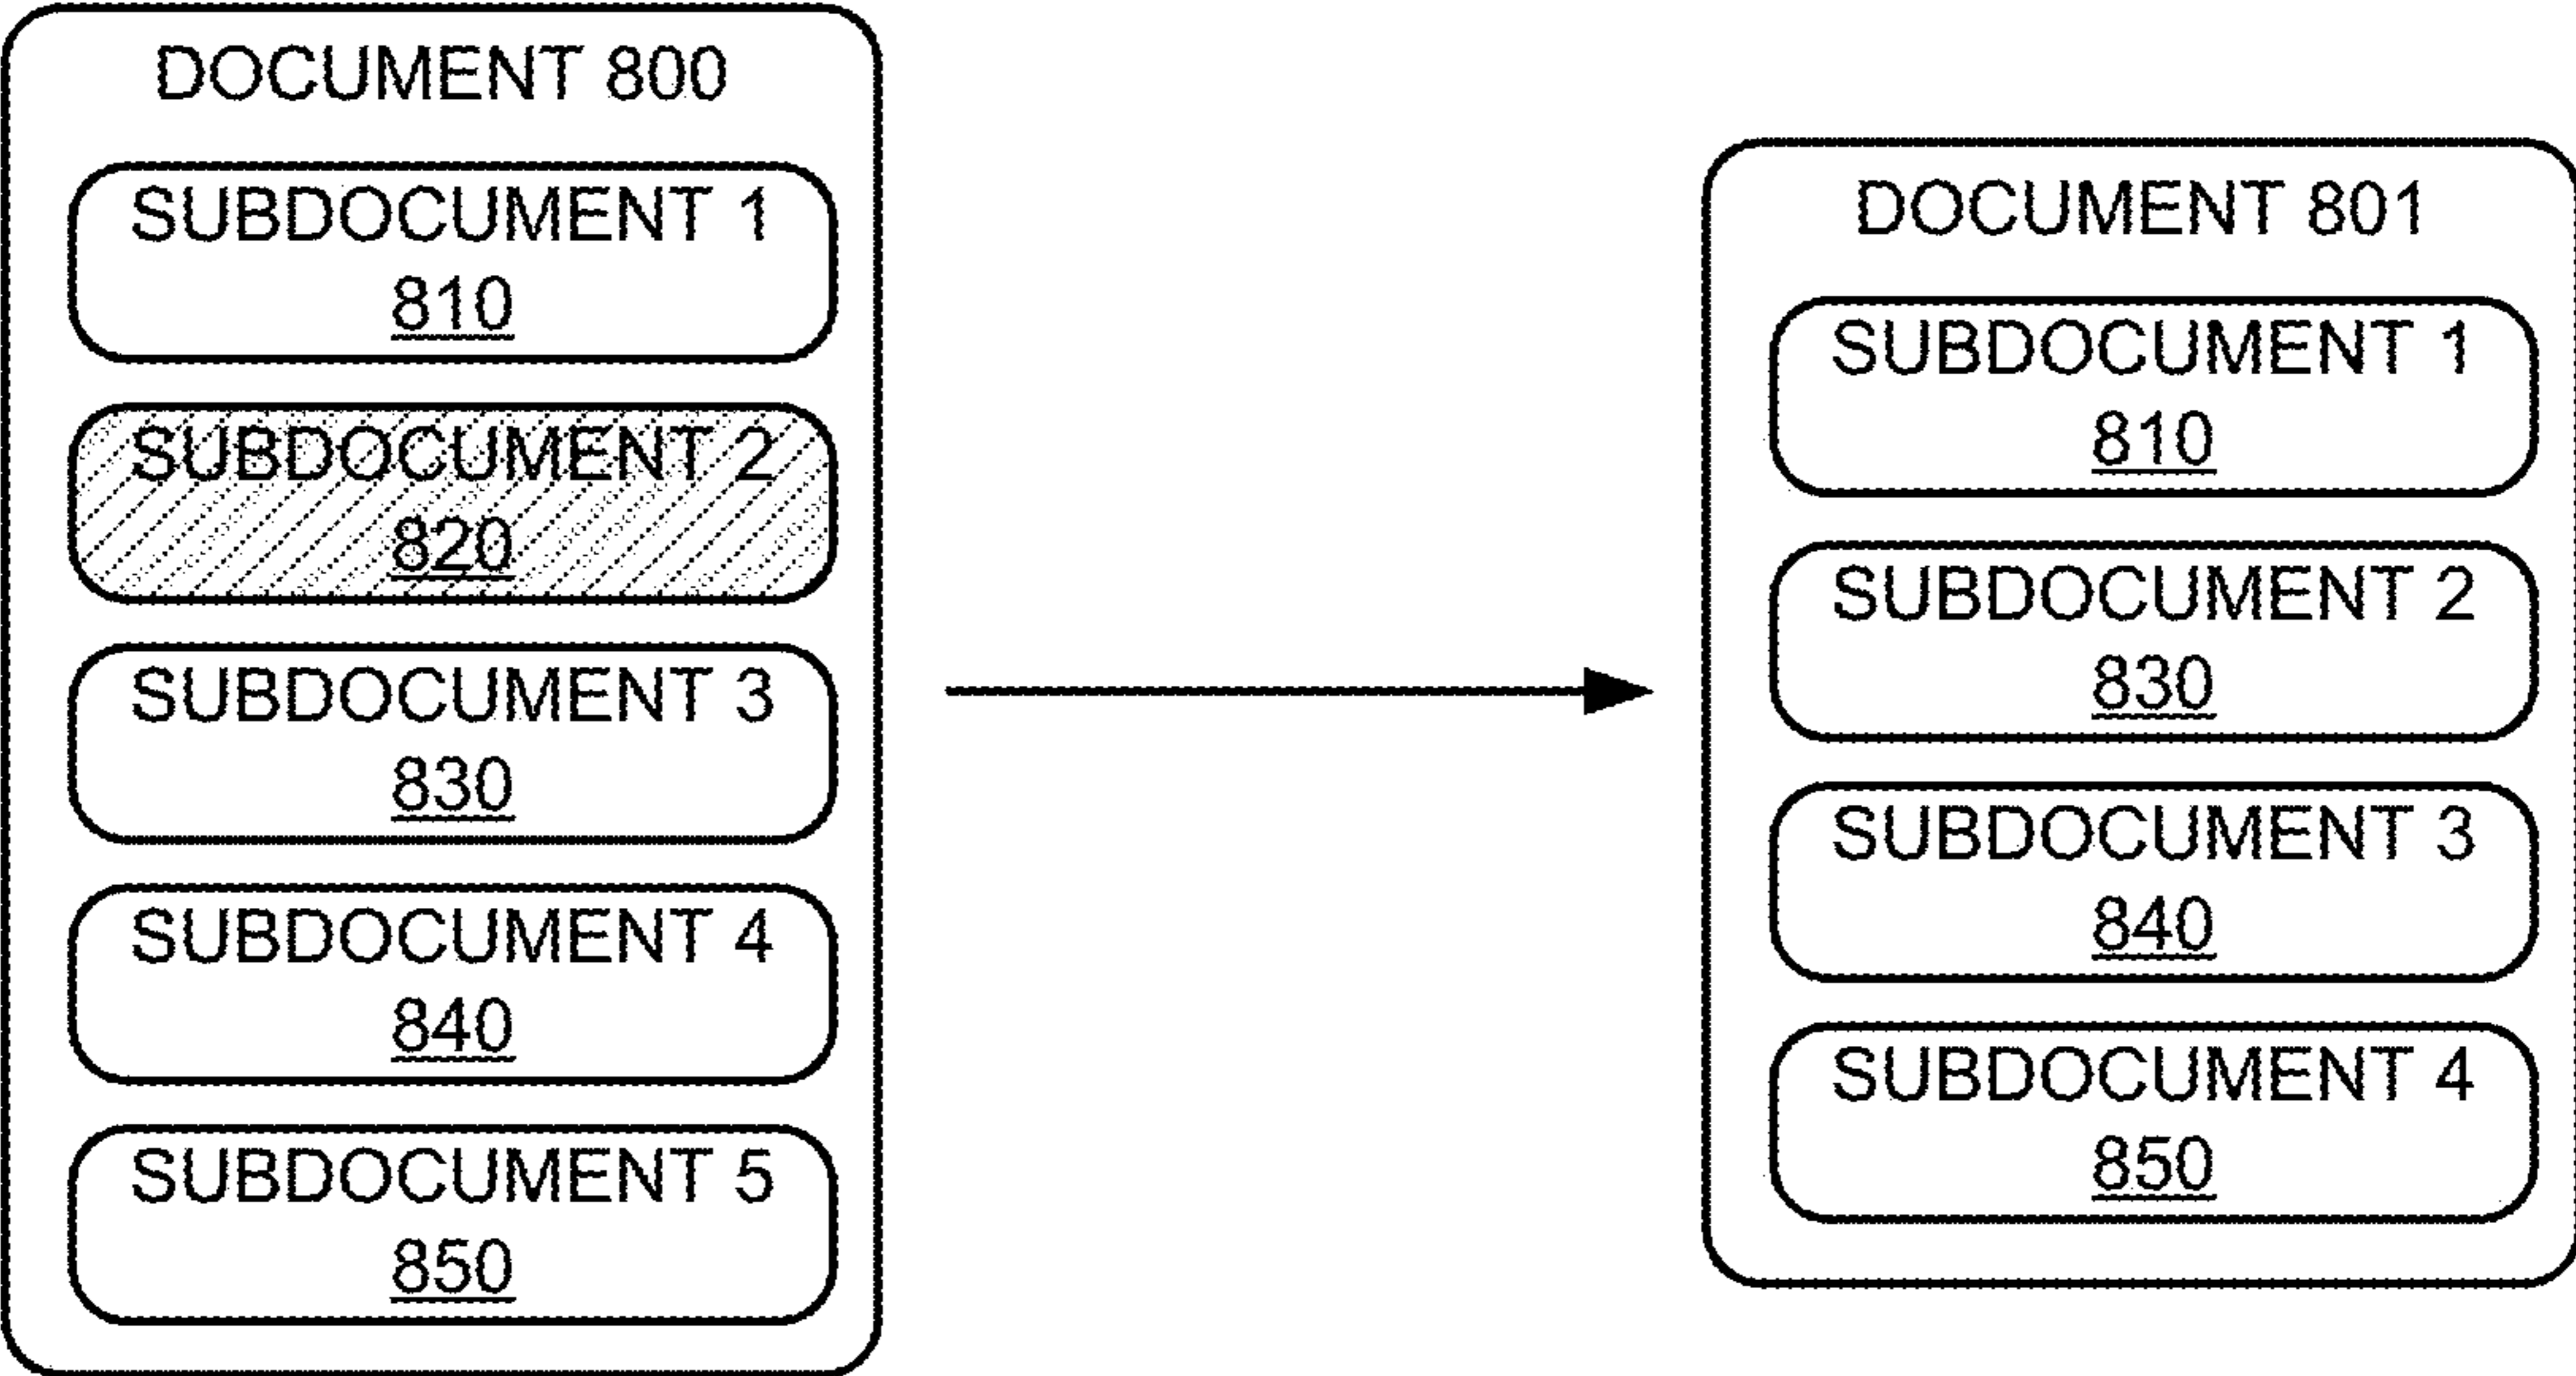 DOCUMENT 800
SUBDOCUMENT 1
810
SUBDOCUMENT 2
820
SUBDOCUMENT 3
830
SUBDOCUMENT 4
840
SUBDOCUMENT 5
850
DOCUMENT 801
SUBDOCUMENT 1
810
SUBDOCUMENT 2
830
SUBDOCUMENT 3
840
SUBDOCUMENT 4
850